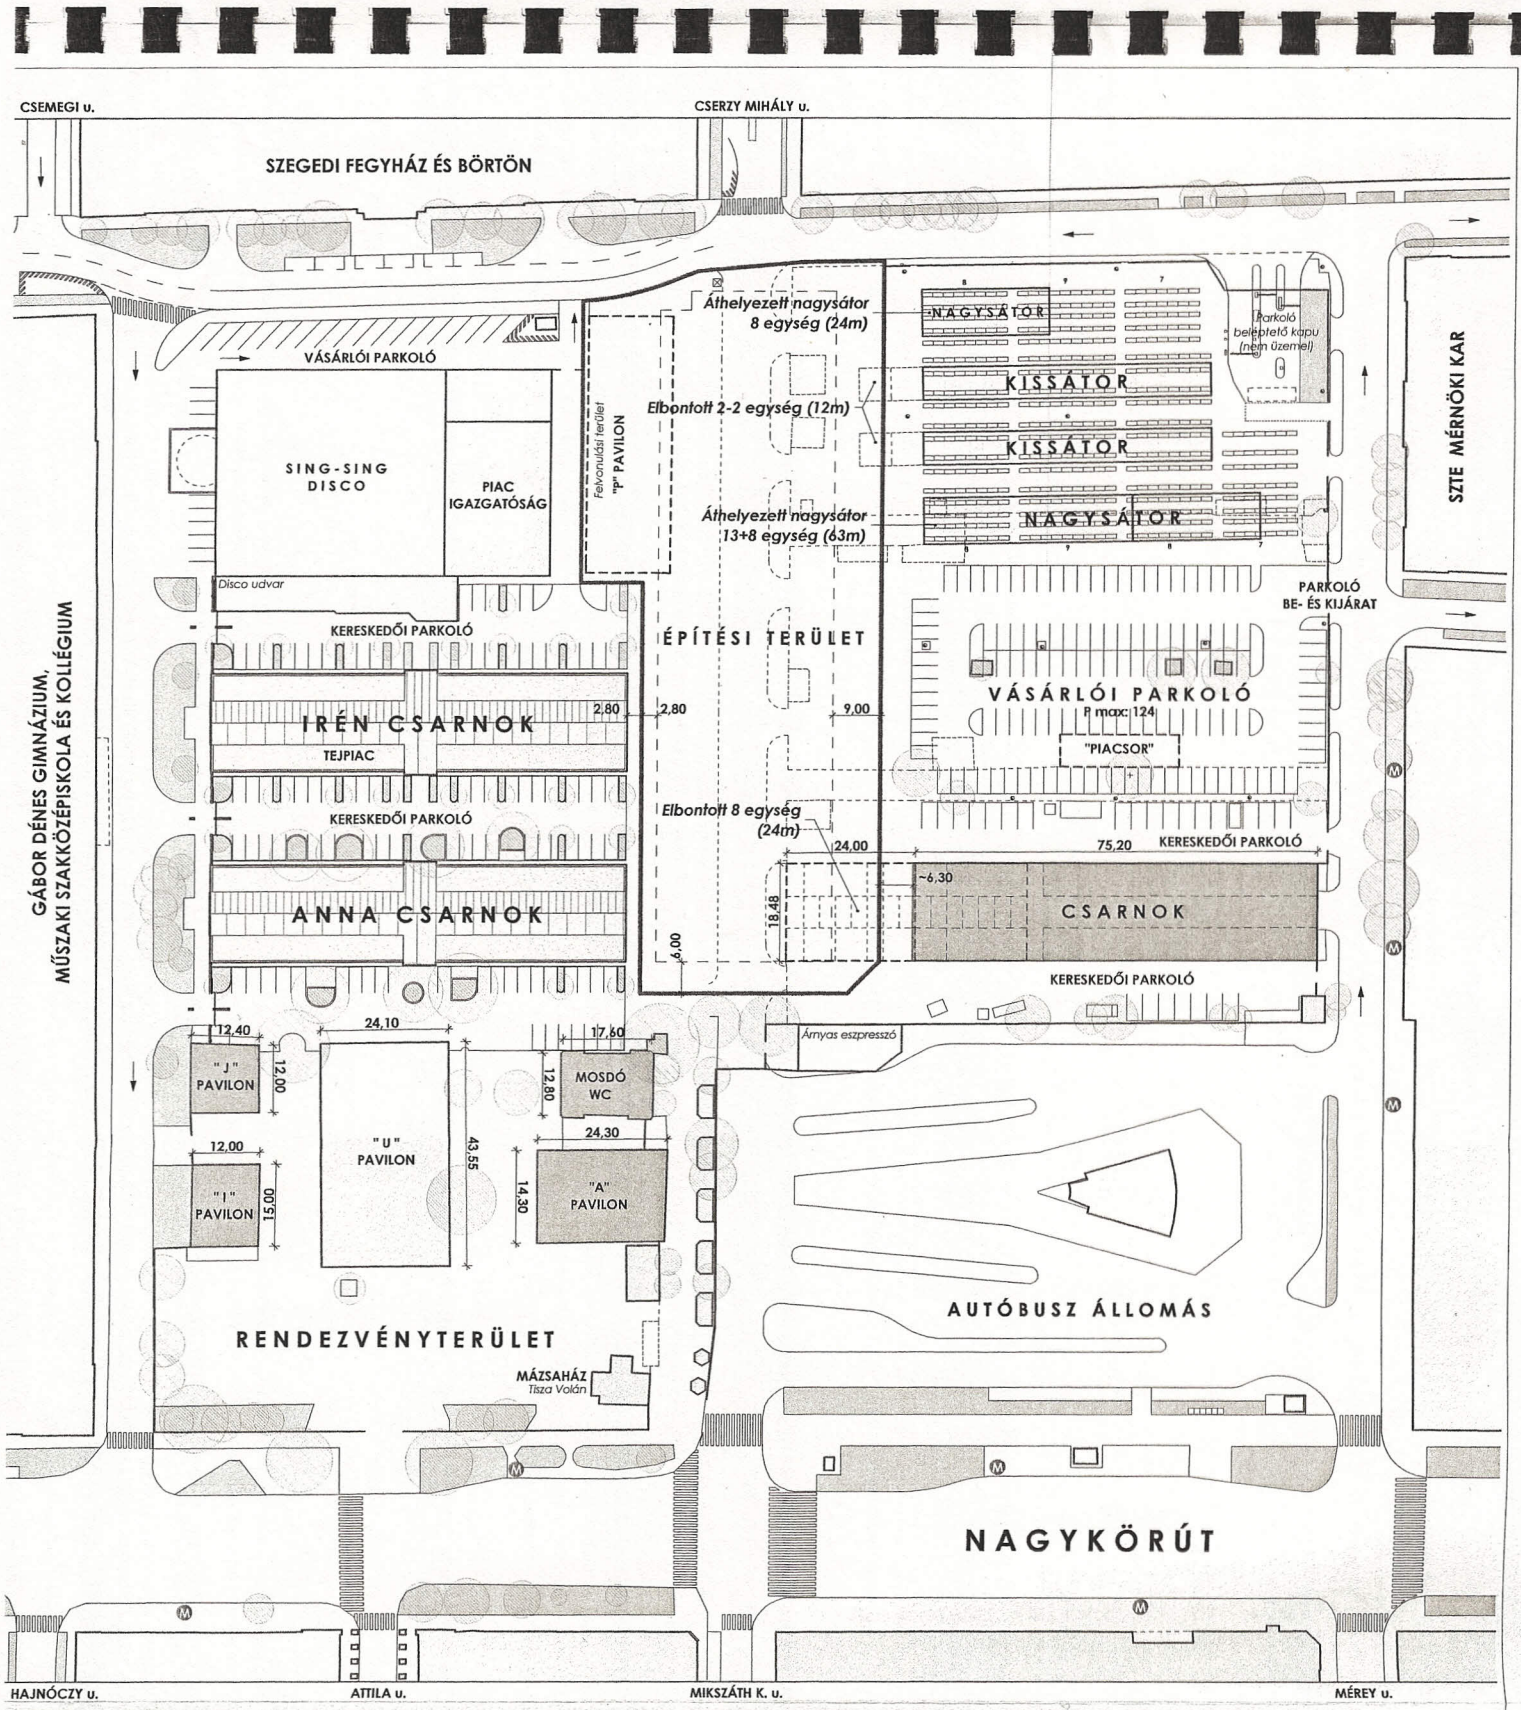 CSEMEGI u.
CSERZY MIHÁLY u.
SZEGEDI FEGYHÁZ ÉS BÖRTÖN
Áthelyezett nagysátor
8 egység (24m)
8
9
7
NAGYSÁTOR
Parkoló
beléptető kapu
(nem üzemel)
VÁSÁRLÓI PARKOLÓ
SZTE MÉRNÖKI KAR
KISSÁTOR
Elbontott 2-2 egység (12m)
Felvonulási terület
"P" PAVILON
KISSÁTOR
SING-SING
DISCO
PIAC
IGAZGATÓSÁG
Áthelyezett nagysátor
13+8 egység (63m)
NAGYSÁTOR
8
9
8
7
Disco udvar
PARKOLÓ
BE- ÉS KIJÁRAT
KERESKEDŐI PARKOLÓ
ÉPÍTÉSI TERÜLET
GÁBOR DÉNES GIMNÁZIUM,
MŰSZAKI SZAKKÖZÉPISKOLA ÉS KOLLÉGIUM
VÁSÁRLÓI PARKOLÓ
P max: 124
IRÉN CSARNOK
2,80
2,80
9,00
TEJPIAC
"PIACSOR"
KERESKEDŐI PARKOLÓ
Elbontott 8 egység
(24m)
24,00
75,20
KERESKEDŐI PARKOLÓ
~6,30
ANNA CSARNOK
18,48
CSARNOK
6,00
KERESKEDŐI PARKOLÓ
12,40
24,10
17,60
Árnyas eszpresszó
"J"
PAVILON
12,00
12,80
MOSDÓ
WC
24,30
12,00
"U"
PAVILON
43,55
"I"
PAVILON
15,00
14,30
"A"
PAVILON
AUTÓBUSZ ÁLLOMÁS
RENDEZVÉNYTERÜLET
MÁZSAHÁZ
Tisza Volán
M
M
M
M
M
NAGYKÖRÚT
M
M
HAJNÓCZY u.
ATTILA u.
MIKSZÁTH K. u.
MÉREY u.